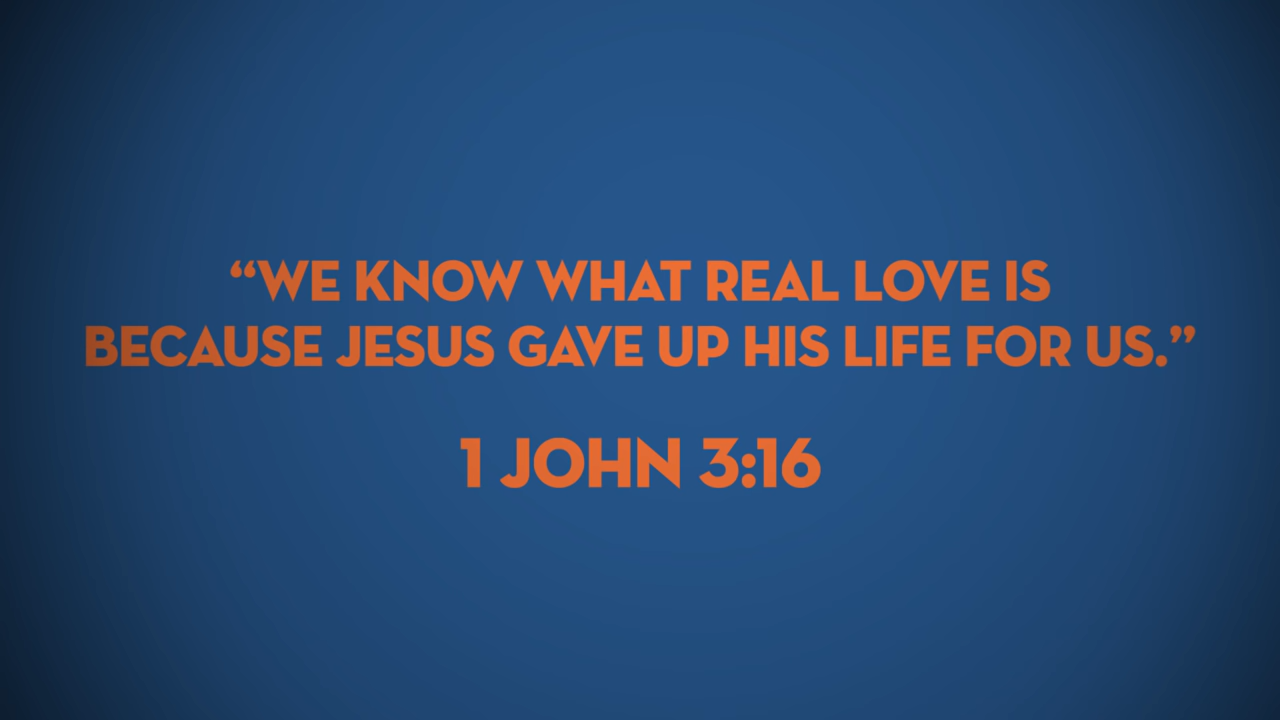 “WE KNOW WHAT REAL LOVE IS
BECAUSE JESUS GAVE UP HIS LIFE FOR US.”
1 JOHN 3:16